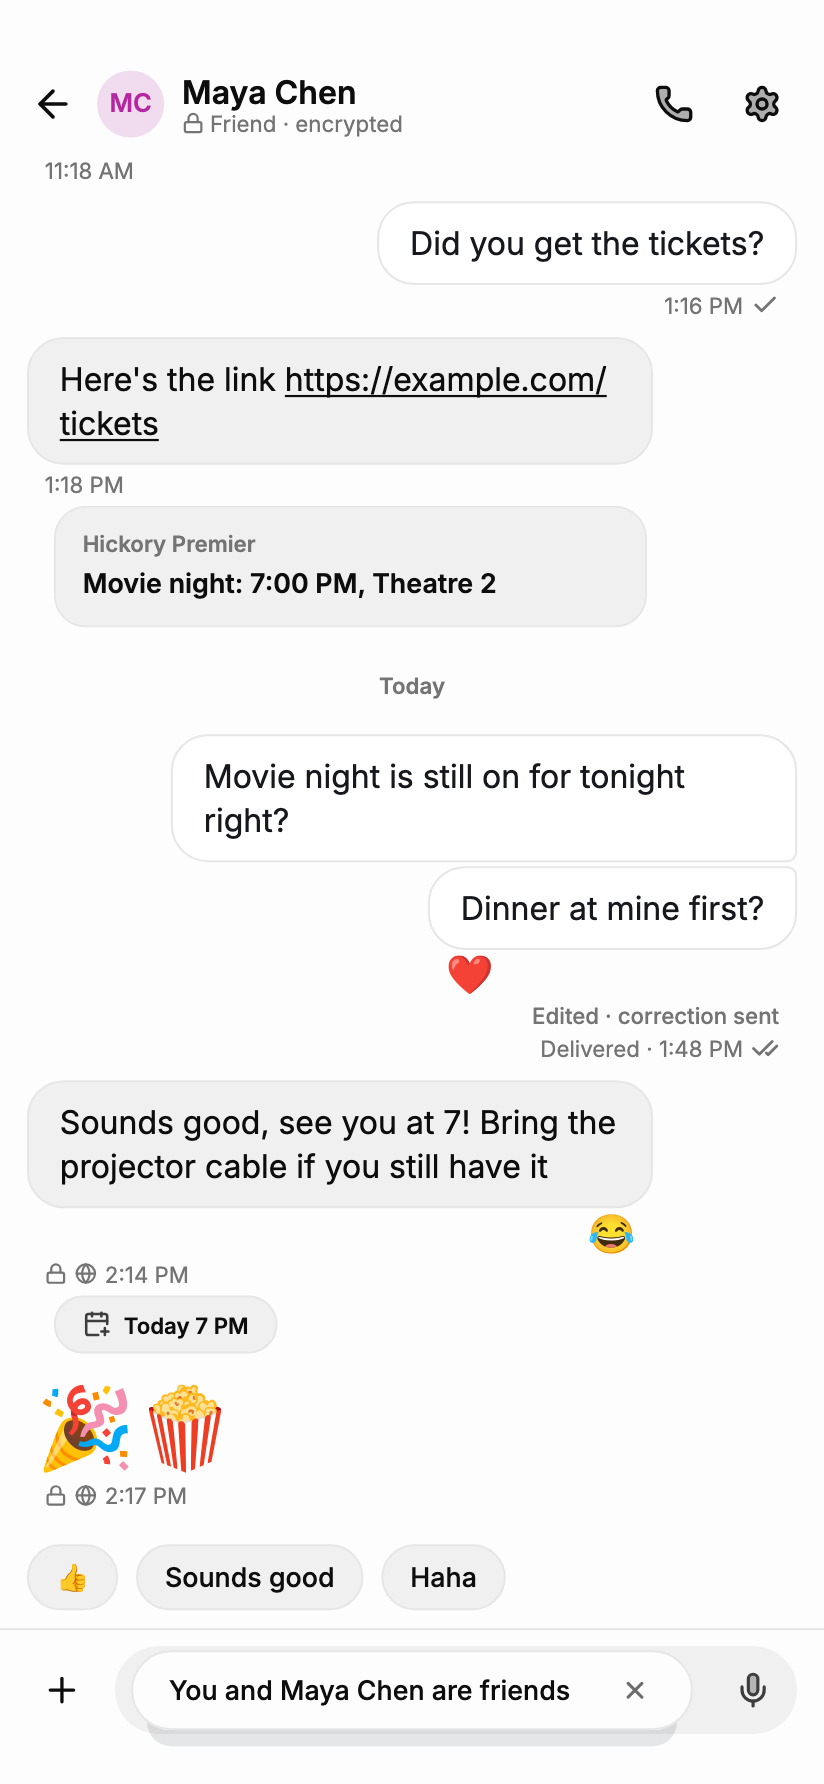 MC
Maya Chen
Friend · encrypted
11:18 AM
Did you get the tickets?
1:16 PM
Here's the link https://example.com/
tickets
1:18 PM
Hickory Premier
Movie night: 7:00 PM, Theatre 2
Today
Movie night is still on for tonight
right?
Dinner at mine first?
❤️
Edited · correction sent
Delivered · 1:48 PM
Sounds good, see you at 7! Bring the
projector cable if you still have it
😂
2:14 PM
Today 7 PM
🎉🍿
2:17 PM
👍 Sounds good Haha
You and Maya Chen are friends